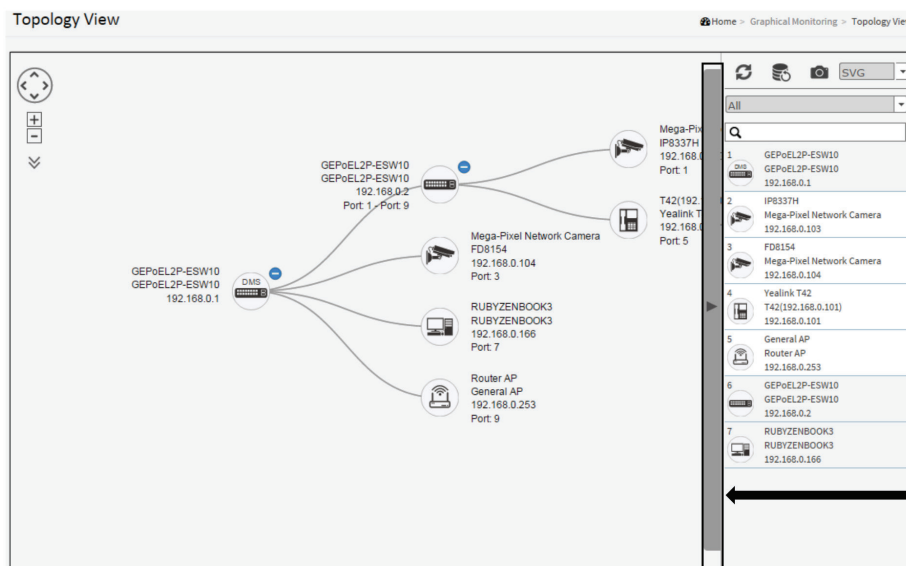 Topology View
Home > Graphical Monitoring > Topology View
SVG
All
GEPoEL2P-ESW10
GEPoEL2P-ESW10
192.168.0.2
Port: 1 - Port: 9
Mega-Pix
IP8337H
192.168.0
Port: 1
T42(192.
Yealink T
192.168.0
Port: 5
Mega-Pixel Network Camera
FD8154
192.168.0.104
Port: 3
GEPoEL2P-ESW10
GEPoEL2P-ESW10
192.168.0.1
DMS
RUBYZENBOOK3
RUBYZENBOOK3
192.168.0.166
Port: 7
Router AP
General AP
192.168.0.253
Port: 9
1 GEPoEL2P-ESW10
DMS GEPoEL2P-ESW10
192.168.0.1
2 IP8337H
Mega-Pixel Network Camera
192.168.0.103
3 FD8154
Mega-Pixel Network Camera
192.168.0.104
4 Yealink T42
T42(192.168.0.101)
192.168.0.101
5 General AP
Router AP
192.168.0.253
6 GEPoEL2P-ESW10
GEPoEL2P-ESW10
192.168.0.2
7 RUBYZENBOOK3
RUBYZENBOOK3
192.168.0.166